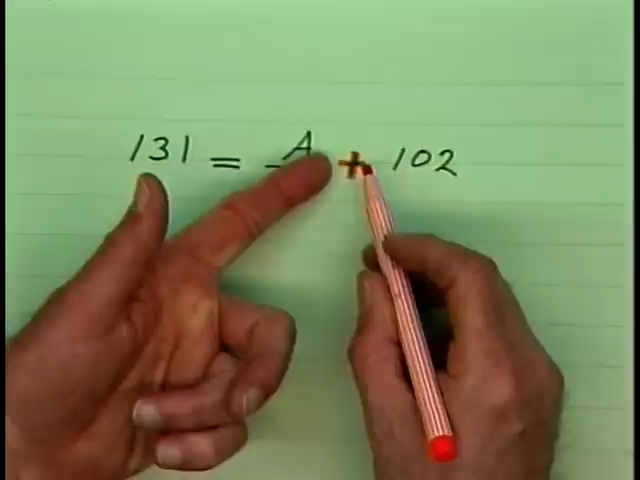 131 = A + 102